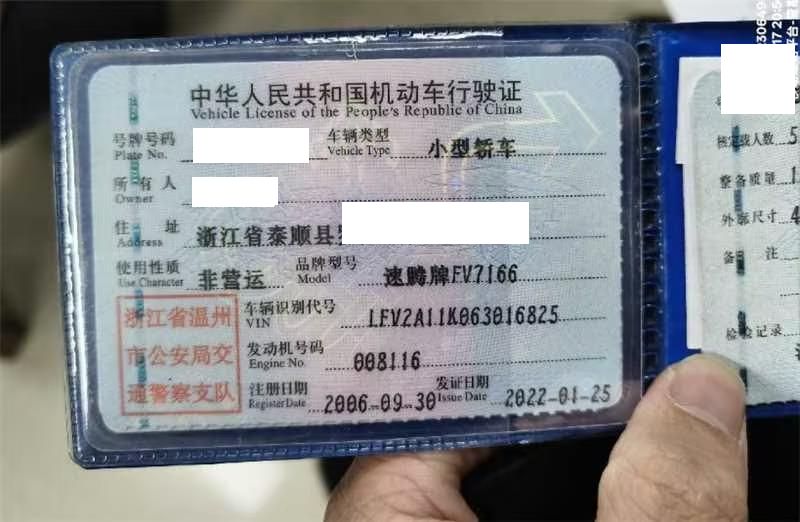 中华人民共和国机动车行驶证
Vehicle License of the People's Republic of China
号牌号码
Plate No.
车辆类型
Vehicle Type
小型轿车
所有人
Owner
住址
Address
浙江省泰顺县
使用性质
Use Character
非营运
品牌型号
Model
速腾牌FV7166
浙江省温州
市公安局交
通警察支队
车辆识别代号
VIN
LFV2A11K063016825
发动机号码
Engine No.
008116
注册日期
Register Date
2006-09-30
发证日期
Issue Date
2022-01-25
核定载人数 5
整备质量 1
外廓尺寸 4
备注
检验记录